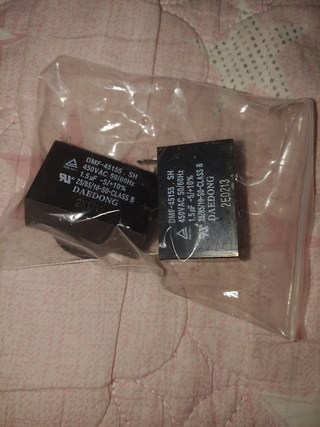 DMF-45155 SH
450VAC 50/60Hz
1.5µF -5/+10%
25/85/10-S0-CLASS B
DAEDONG
DMF-45155 SH
450VAC 50/60Hz
1.5µF -5/+10%
25/85/10-S0-CLASS B
DAEDONG
2E0213